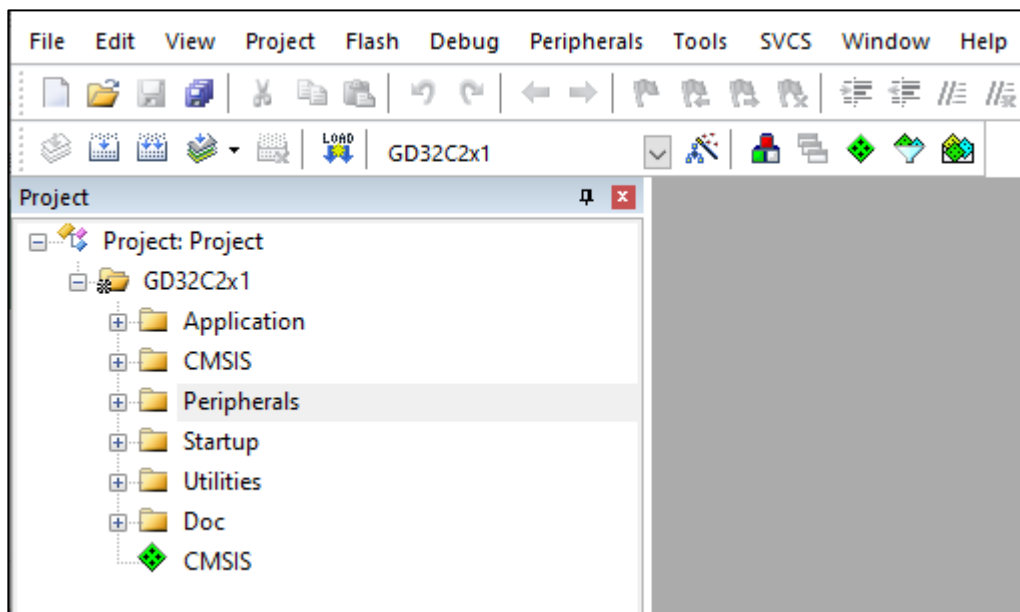 File Edit View Project Flash Debug Peripherals Tools SVCS Window Help
LOAD GD32C2x1
Project
Project: Project
GD32C2x1
Application
CMSIS
Peripherals
Startup
Utilities
Doc
CMSIS